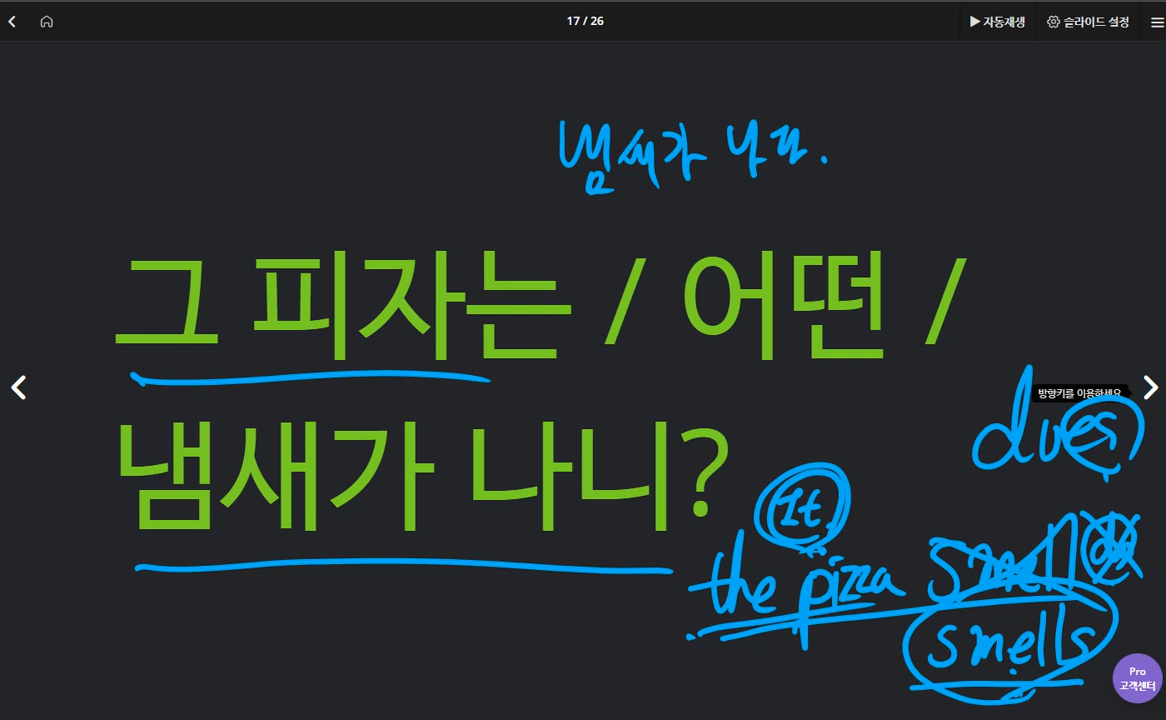 17 / 26
▶ 자동재생
슬라이드 설정
냄새가 나니.
그 피자는 / 어떤 /
방향키를 이용하세요
냄새가 나니?
does
It
the pizza smell
smells
Pro
고객센터